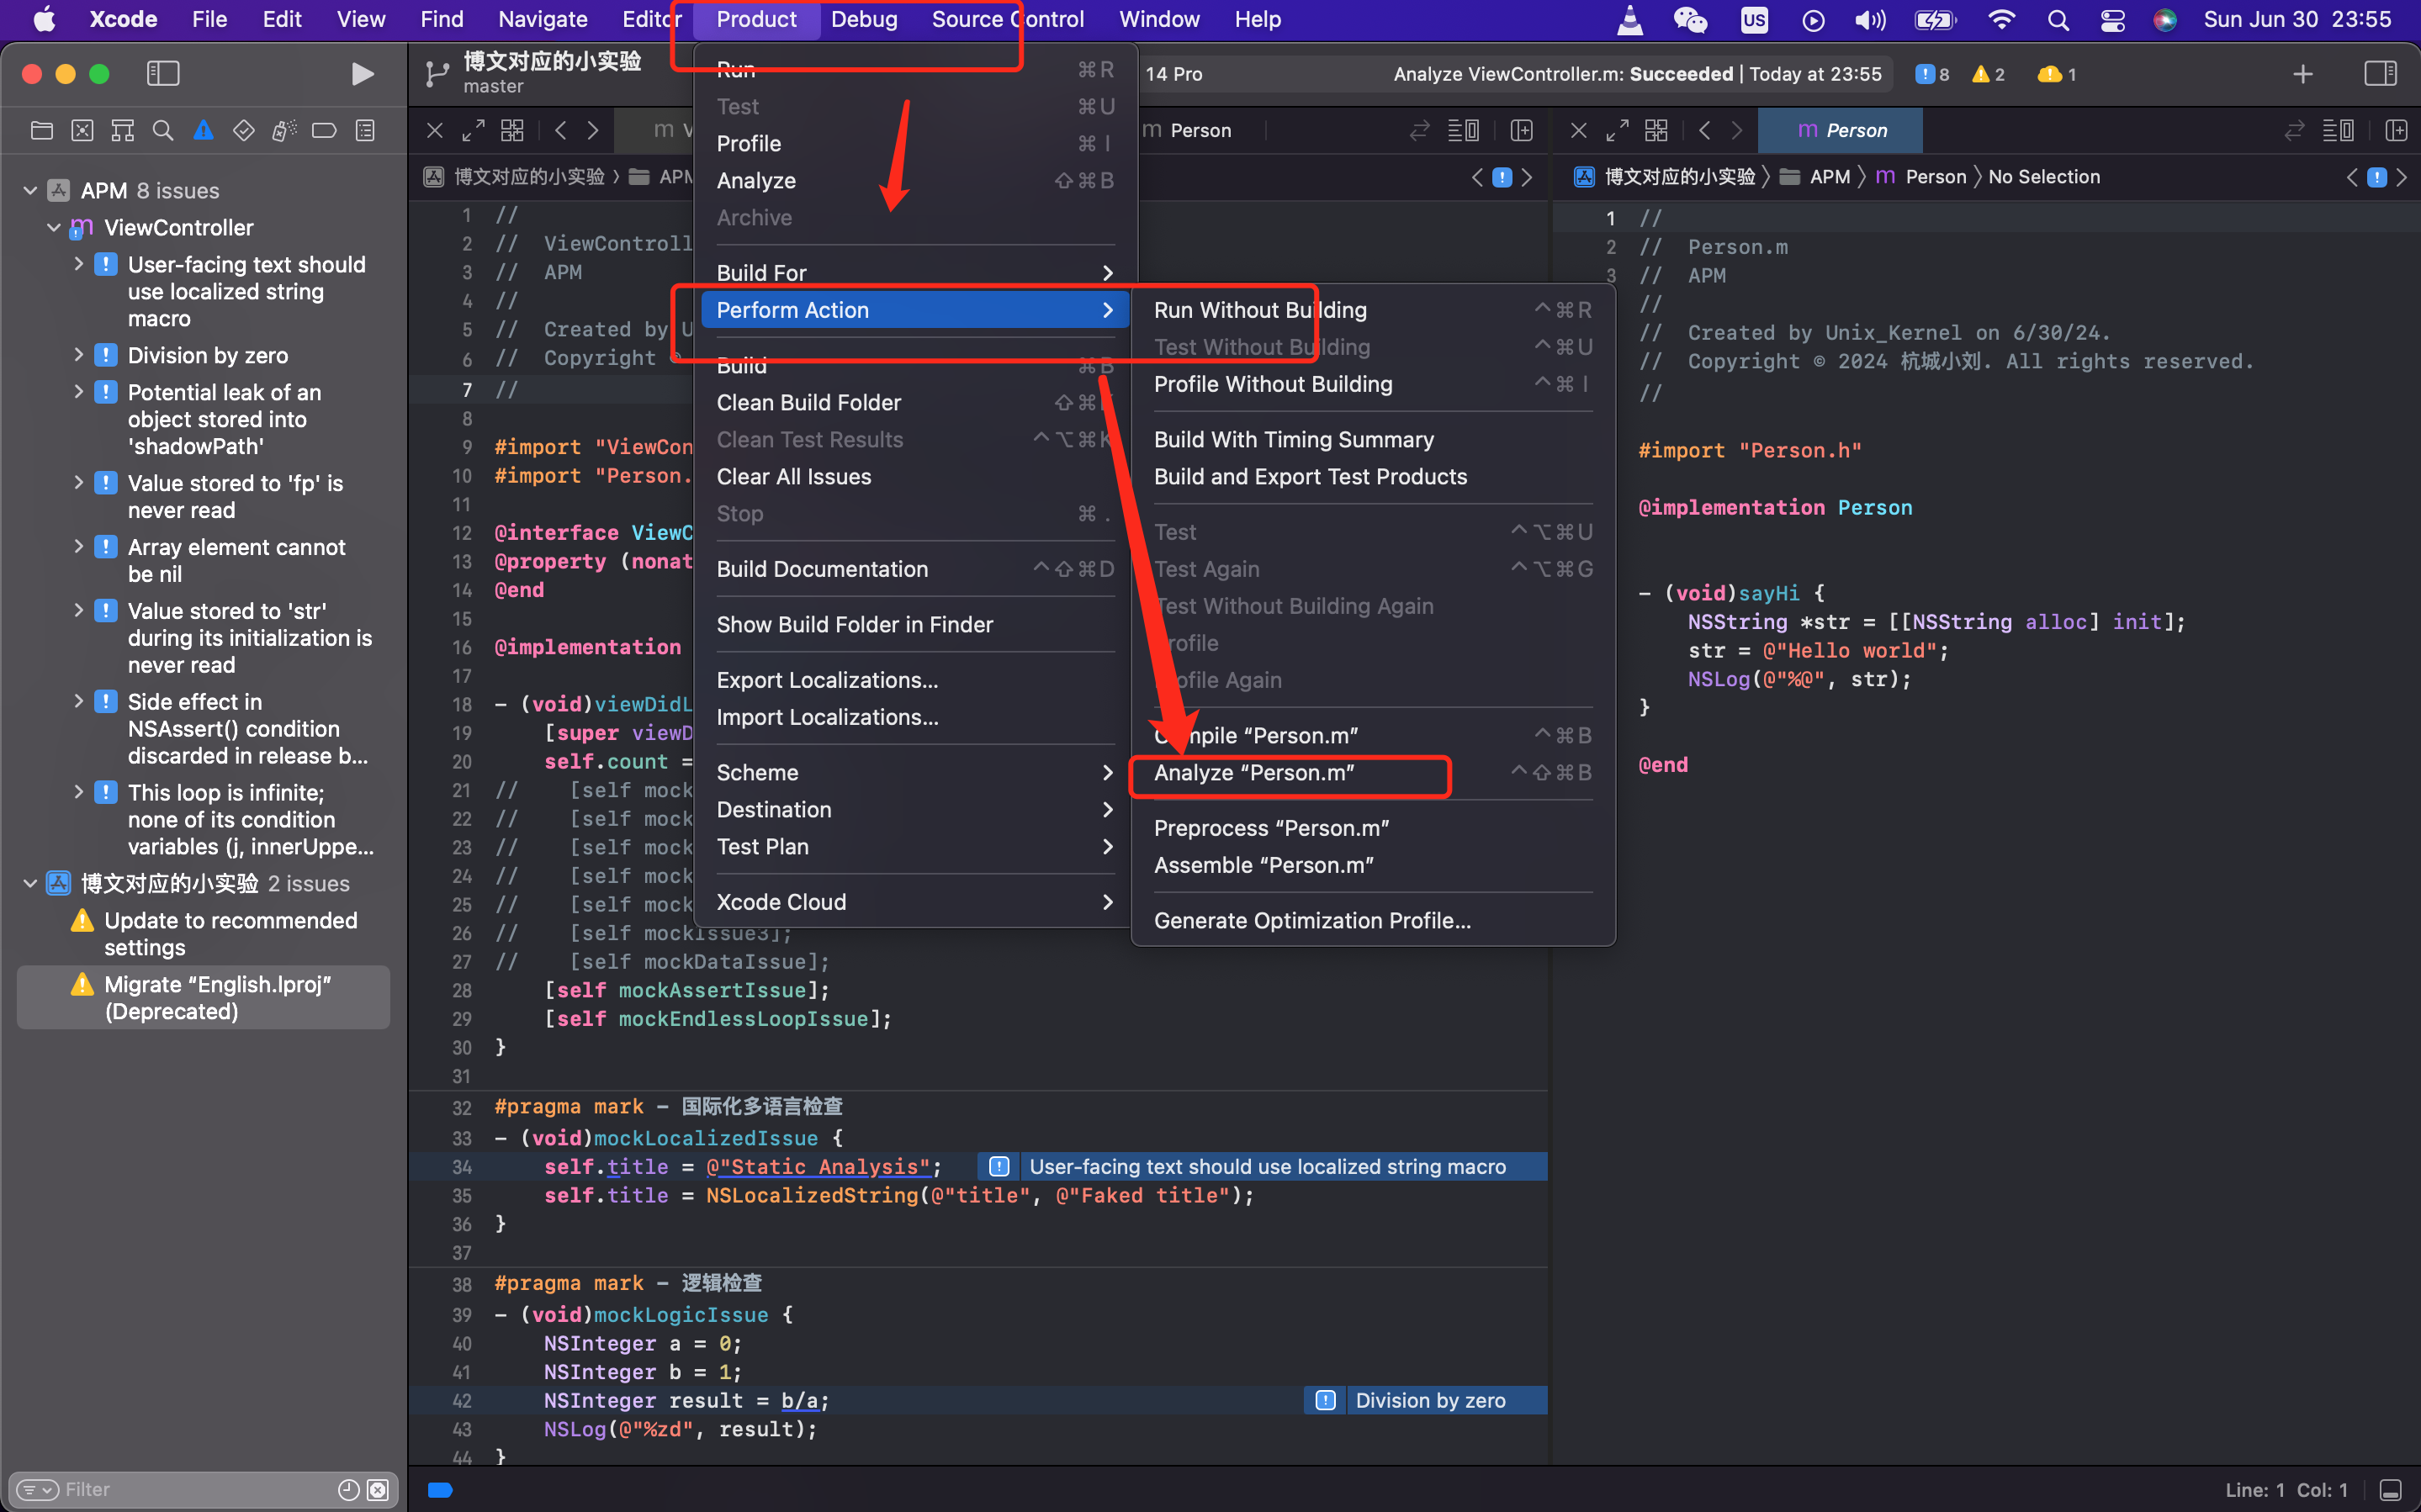 Xcode File Edit View Find Navigate Editor Product Debug Source Control Window Help US Sun Jun 30 23:55
博文对应的小实验
master
14 Pro
Analyze ViewController.m: Succeeded | Today at 23:55 8 2 1
APM 8 issues
ViewController
User-facing text should
use localized string
macro
Division by zero
Potential leak of an
object stored into
'shadowPath'
Value stored to 'fp' is
never read
Array element cannot
be nil
Value stored to 'str'
during its initialization is
never read
Side effect in
NSAssert() condition
discarded in release b...
This loop is infinite;
none of its condition
variables (j, innerUppe...
博文对应的小实验 2 issues
Update to recommended
settings
Migrate “English.lproj”
(Deprecated)
Filter
Run ⌘R
Test ⌘U
Profile ⌘I
Analyze ⇧⌘B
Archive
Build For
Perform Action
Build ⌘B
Clean Build Folder ⇧⌘
Clean Test Results ^⌥⌘K
Clear All Issues
Stop ⌘.
Build Documentation ^⇧⌘D
Show Build Folder in Finder
Export Localizations...
Import Localizations...
Scheme
Destination
Test Plan
Xcode Cloud
Run Without Building ^⌘R
Test Without Building ^⌘U
Profile Without Building ^⌘I
Build With Timing Summary
Build and Export Test Products
Test ^⌥⌘U
Test Again ^⌥⌘G
Test Without Building Again
Profile
Profile Again
Compile “Person.m” ^⌘B
Analyze “Person.m” ^⇧⌘B
Preprocess “Person.m”
Assemble “Person.m”
Generate Optimization Profile...
m V
m Person
博文对应的小实验 〉 APM
1 //
2 // ViewControll
3 // APM
4 //
5 // Created by U
6 // Copyright ©
7 //
8
9 #import "ViewCon
10 #import "Person.
11
12 @interface ViewC
13 @property (nonat
14 @end
15
16 @implementation
17
18 - (void)viewDidL
19 [super viewD
20 self.count =
21 // [self mock
22 // [self mock
23 // [self mock
24 // [self mock
25 // [self mock
26 // [self mockIssue3];
27 // [self mockDataIssue];
28 [self mockAssertIssue];
29 [self mockEndlessLoopIssue];
30 }
31
32 #pragma mark - 国际化多语言检查
33 - (void)mockLocalizedIssue {
34 self.title = @"Static Analysis"; User-facing text should use localized string macro
35 self.title = NSLocalizedString(@"title", @"Faked title");
36 }
37
38 #pragma mark - 逻辑检查
39 - (void)mockLogicIssue {
40 NSInteger a = 0;
41 NSInteger b = 1;
42 NSInteger result = b/a; Division by zero
43 NSLog(@"%zd", result);
44 }
m Person
博文对应的小实验 〉 APM 〉 m Person 〉 No Selection
1 //
2 // Person.m
3 // APM
//
// Created by Unix_Kernel on 6/30/24.
// Copyright © 2024 杭城小刘. All rights reserved.
//
#import "Person.h"
@implementation Person
- (void)sayHi {
NSString *str = [[NSString alloc] init];
str = @"Hello world";
NSLog(@"%@", str);
}
@end
Line: 1 Col: 1